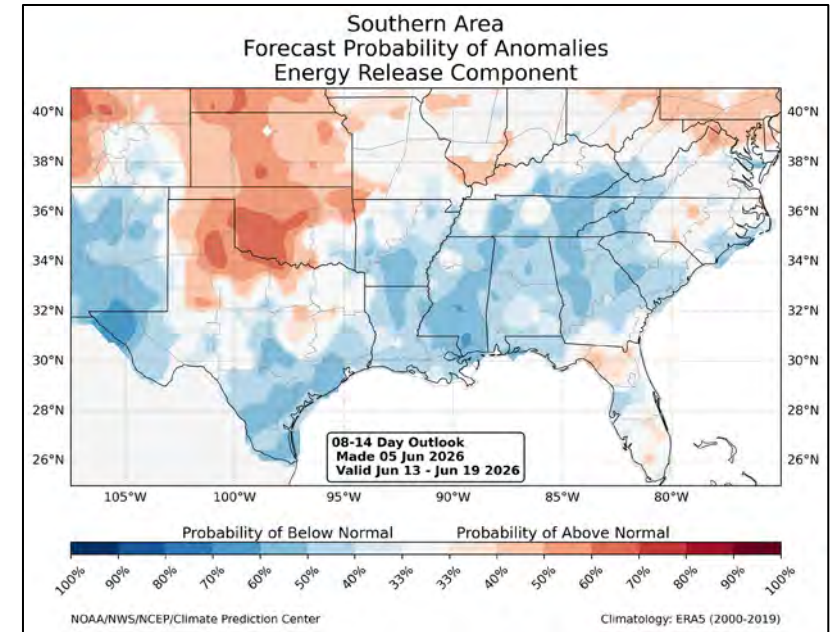 Southern Area
Forecast Probability of Anomalies
Energy Release Component
40°N
38°N
36°N
34°N
32°N
30°N
28°N
26°N
40°N
38°N
36°N
34°N
32°N
30°N
28°N
26°N
08-14 Day Outlook
Made 05 Jun 2026
Valid Jun 13 - Jun 19 2026
105°W 100°W 95°W 90°W 85°W 80°W
Probability of Below Normal Probability of Above Normal
100% 90% 80% 70% 60% 50% 40% 33% 33% 40% 50% 60% 70% 80% 90% 100%
NOAA/NWS/NCEP/Climate Prediction Center Climatology: ERA5 (2000-2019)